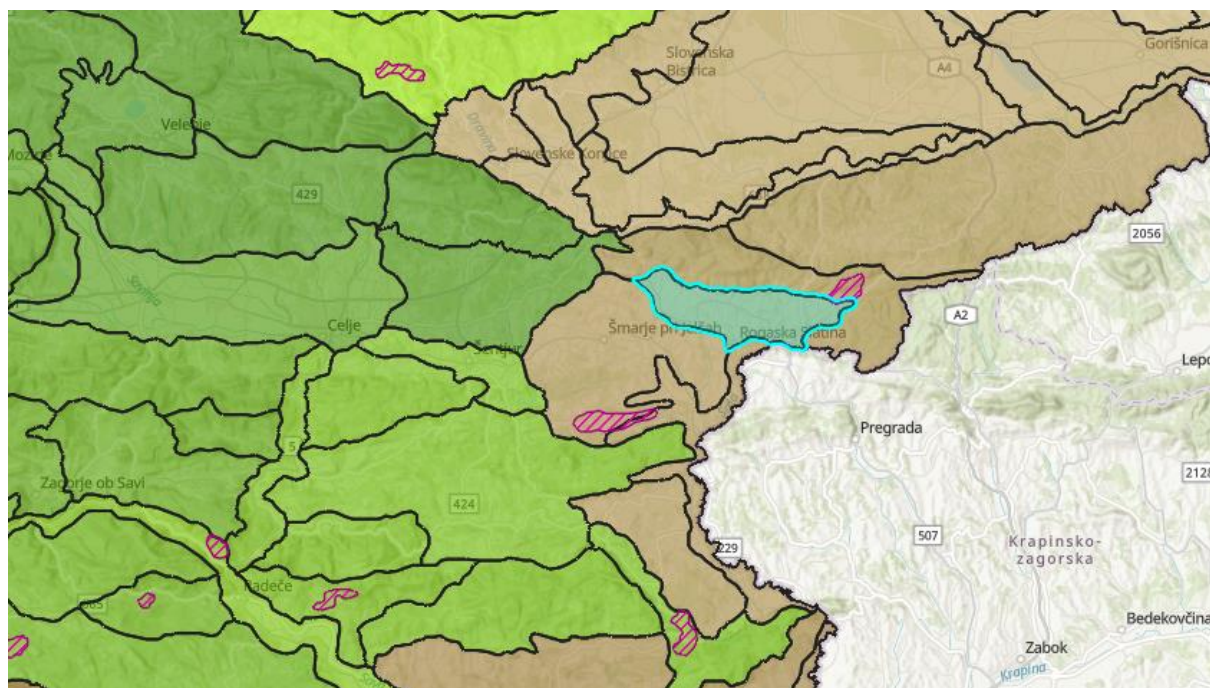 Slovenska
Bistrica
Gorišnica
A4
Velenje
Dravinja
Slovenske Konjice
Mozirje
429
2056
Savinja
A2
Celje
Šmarje pri Jelšah
Rogaška Slatina
Šentjur
Lepo
Pregrada
5
Zagorje ob Savi
2128
424
507
229
Krapinsko-
zagorska
Radeče
Bedekovčina
Zabok
Krapina